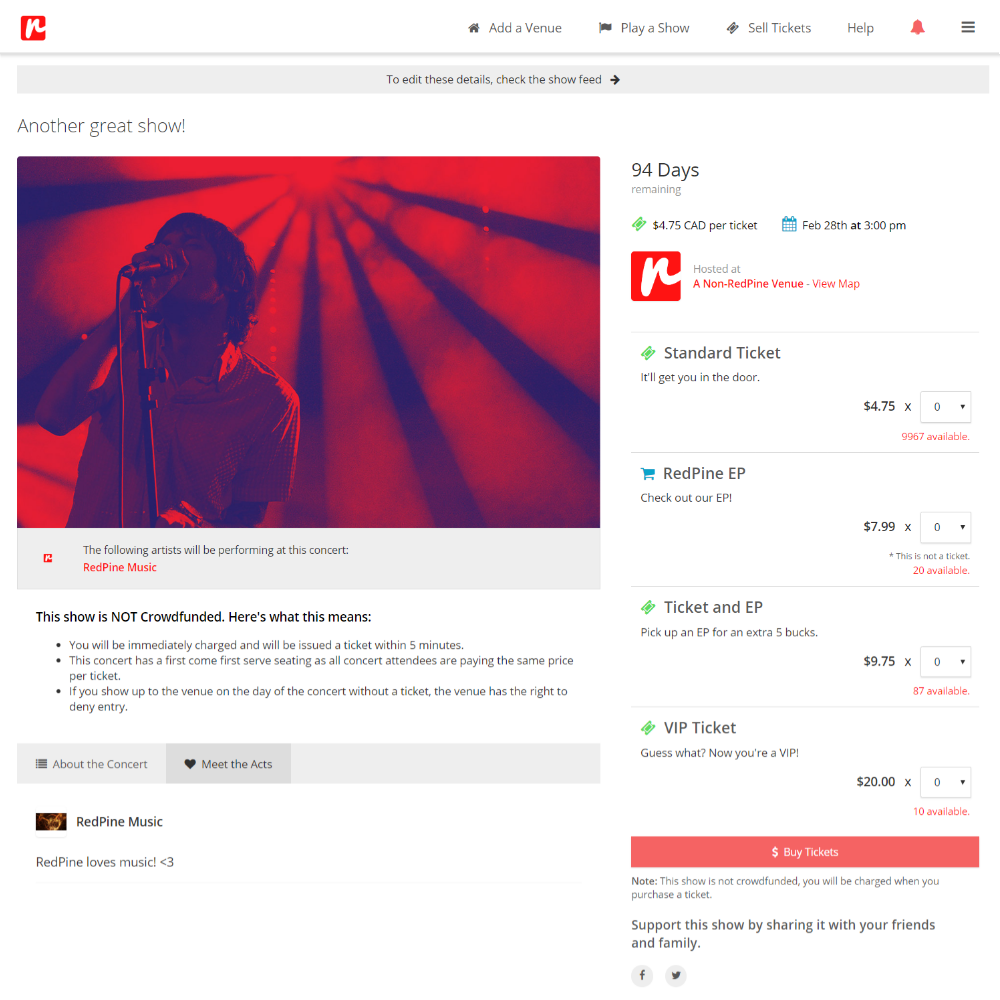 Add a Venue
Play a Show
Sell Tickets
Help
To edit these details, check the show feed
Another great show!
94 Days
remaining
$4.75 CAD per ticket
Feb 28th at 3:00 pm
Hosted at
A Non-RedPine Venue - View Map
Standard Ticket
It'll get you in the door.
$4.75 x 0
9967 available.
RedPine EP
Check out our EP!
$7.99 x 0
* This is not a ticket.
20 available.
Ticket and EP
Pick up an EP for an extra 5 bucks.
$9.75 x 0
87 available.
VIP Ticket
Guess what? Now you're a VIP!
$20.00 x 0
10 available.
$ Buy Tickets
Note: This show is not crowdfunded, you will be charged when you
purchase a ticket.
Support this show by sharing it with your friends
and family.
The following artists will be performing at this concert:
RedPine Music
This show is NOT Crowdfunded. Here's what this means:
• You will be immediately charged and will be issued a ticket within 5 minutes.
• This concert has a first come first serve seating as all concert attendees are paying the same price
per ticket.
• If you show up to the venue on the day of the concert without a ticket, the venue has the right to
deny entry.
About the Concert
Meet the Acts
RedPine Music
RedPine loves music! <3